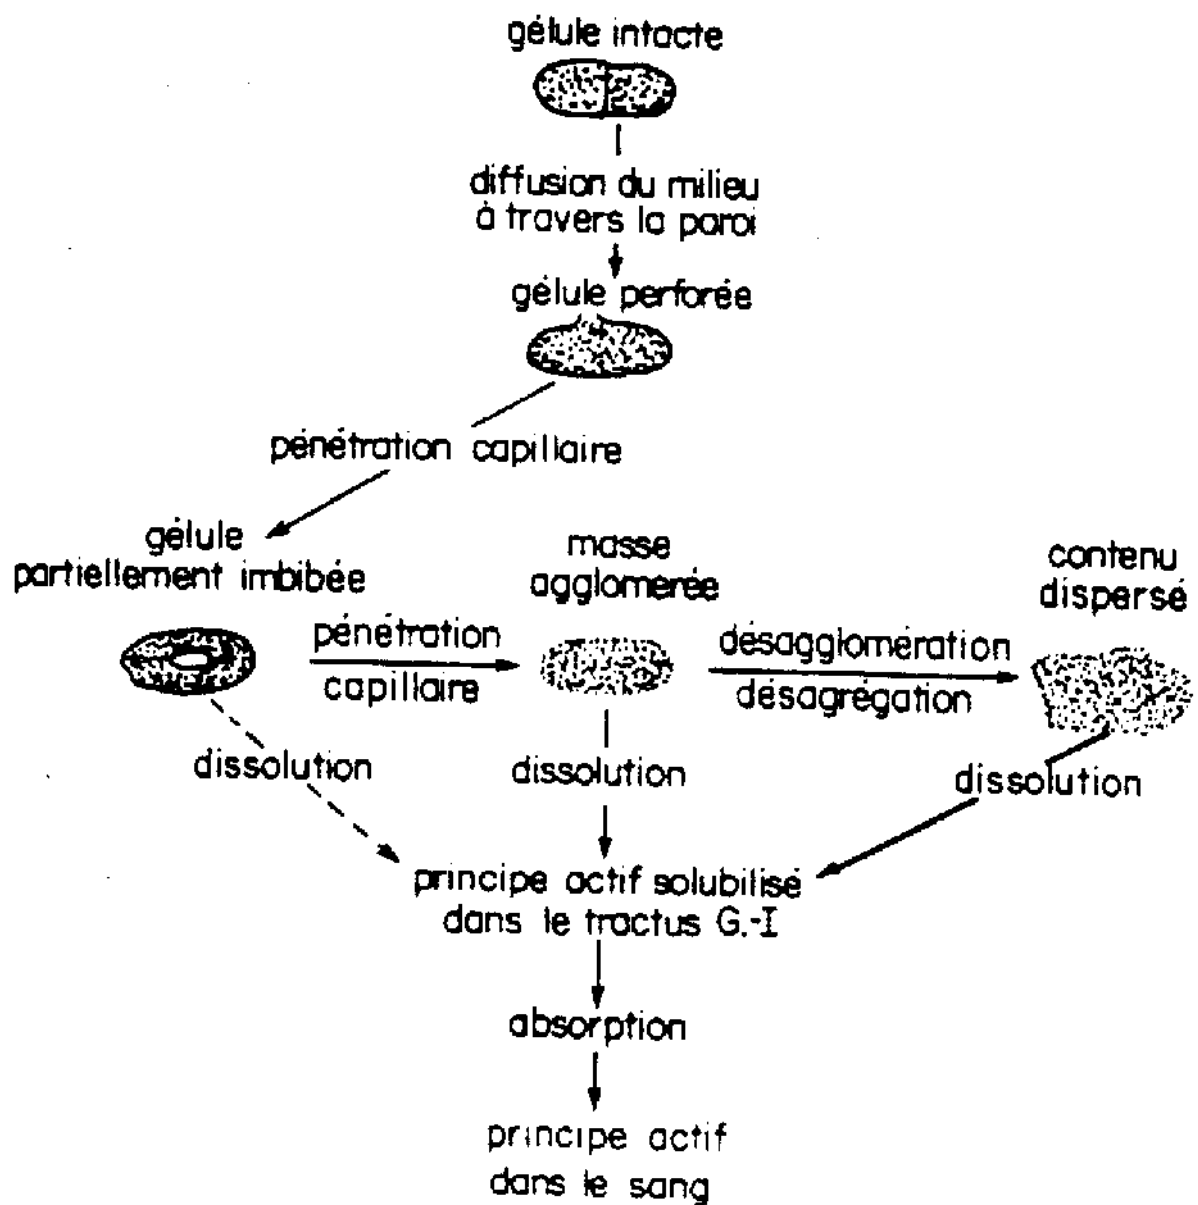 gélule intacte
diffusion du milieu
à travers la paroi
gélule perforée
pénétration capillaire
gélule
partiellement imbibée
masse
agglomerée
contenu
dispersé
pénétration
capillaire
désagglomération
désagrégation
dissolution
dissolution
dissolution
principe actif solubilisé
dans le tractus G.-I
absorption
principe actif
dans le sang